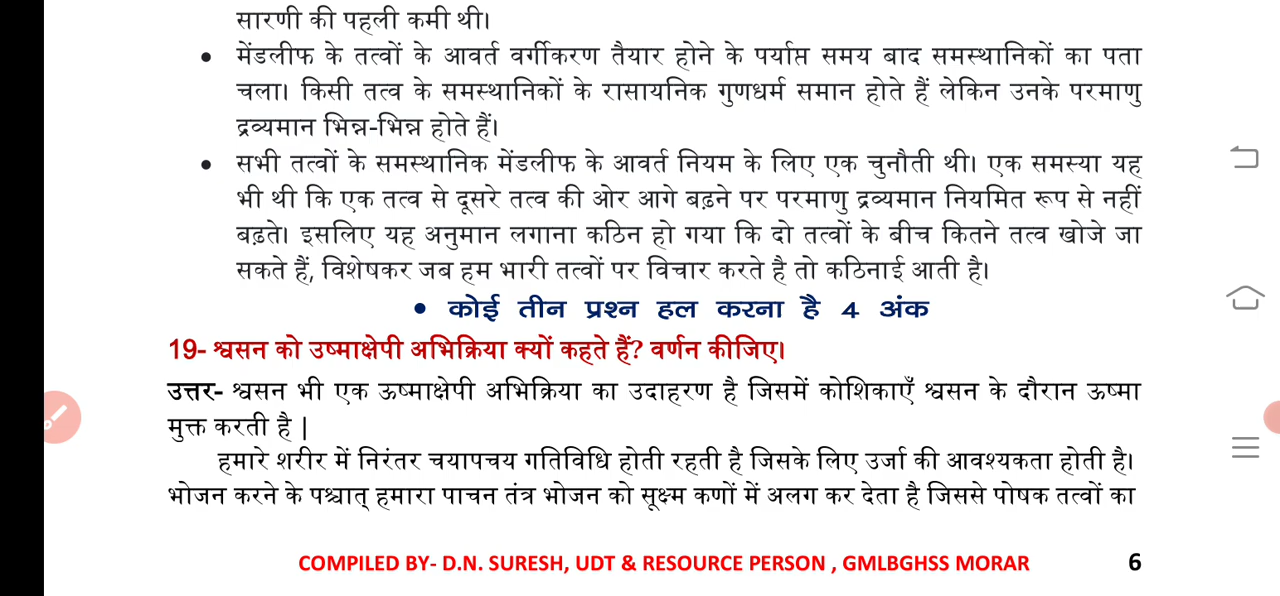 सारणी की पहली कमी थी।
• मेंडलीफ के तत्वों के आवर्त वर्गीकरण तैयार होने के पर्याप्त समय बाद समस्थानिकों का पता
चला। किसी तत्व के समस्थानिकों के रासायनिक गुणधर्म समान होते हैं लेकिन उनके परमाणु
द्रव्यमान भिन्न-भिन्न होते हैं।
• सभी तत्वों के समस्थानिक मेंडलीफ के आवर्त नियम के लिए एक चुनौती थी। एक समस्या यह
भी थी कि एक तत्व से दूसरे तत्व की ओर आगे बढ़ने पर परमाणु द्रव्यमान नियमित रूप से नहीं
बढ़ते। इसलिए यह अनुमान लगाना कठिन हो गया कि दो तत्वों के बीच कितने तत्व खोजे जा
सकते हैं, विशेषकर जब हम भारी तत्वों पर विचार करते है तो कठिनाई आती है।
• कोई तीन प्रश्न हल करना है 4 अंक
19- श्वसन को उष्माक्षेपी अभिक्रिया क्यों कहते हैं? वर्णन कीजिए।
उत्तर- श्वसन भी एक ऊष्माक्षेपी अभिक्रिया का उदाहरण है जिसमें कोशिकाएँ श्वसन के दौरान ऊष्मा
मुक्त करती है |
हमारे शरीर में निरंतर चयापचय गतिविधि होती रहती है जिसके लिए उर्जा की आवश्यकता होती है।
भोजन करने के पश्चात् हमारा पाचन तंत्र भोजन को सूक्ष्म कणों में अलग कर देता है जिससे पोषक तत्वों का
COMPILED BY- D.N. SURESH, UDT & RESOURCE PERSON , GMLBGHSS MORAR 6